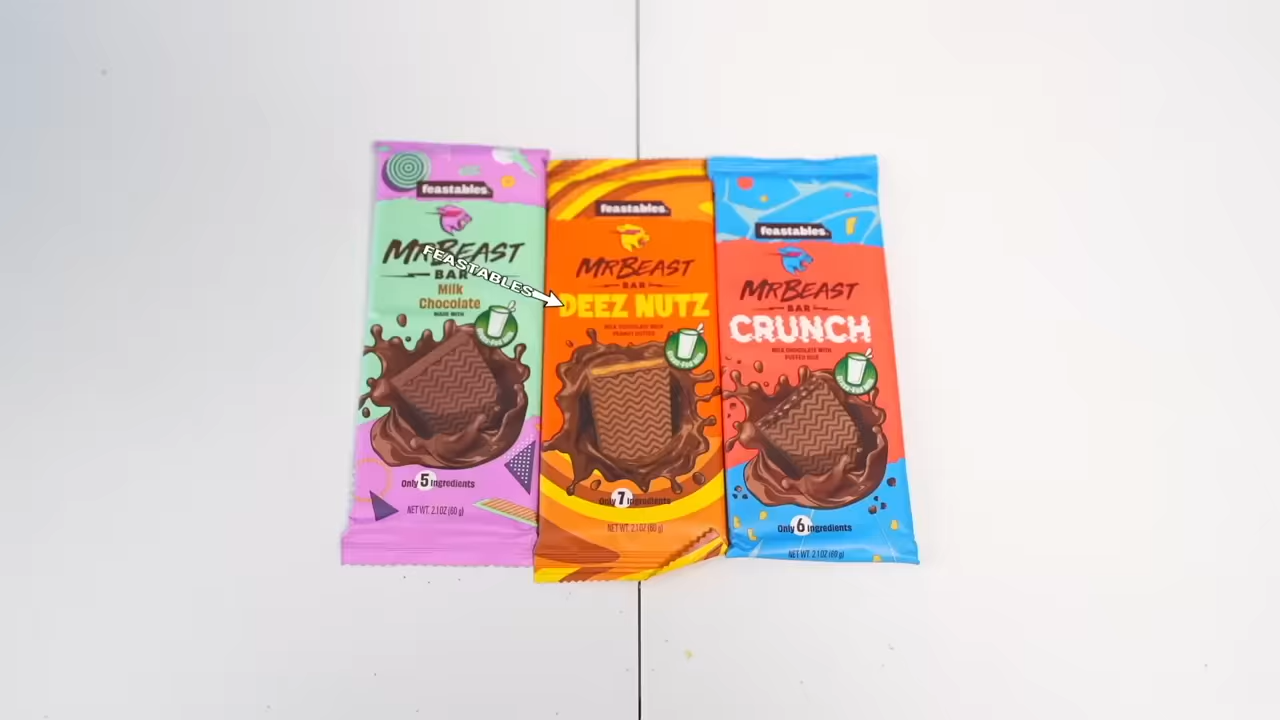 feastables.
MRBEAST
BAR
Milk
Chocolate
MADE WITH
Only 5 Ingredients
NET WT. 2.1 OZ (60 g)
FEASTABLES
feastables.
MRBEAST
BAR
DEEZ NUTZ
MILK CHOCOLATE WITH
PEANUT BUTTER
Only 7 Ingredients
NET WT. 2.1 OZ (60 g)
feastables.
MRBEAST
BAR
CRUNCH
MILK CHOCOLATE WITH
PUFFED RICE
Only 6 Ingredients
NET WT. 2.1 OZ (60 g)